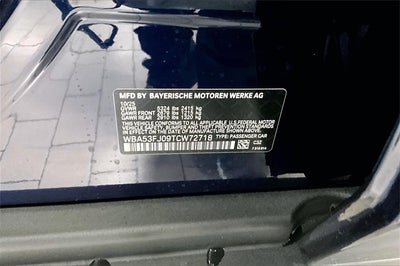 MFD BY BAYERISCHE MOTOREN WERKE AG
10/25
GVWR 5324 lbs 2415 kg
GAWR FRONT 2679 lbs 1215 kg
GAWR REAR 2910 lbs 1320 kg
THIS VEHICLE CONFORMS TO ALL APPLICABLE FEDERAL MOTOR
VEHICLE SAFETY, BUMPER, AND THEFT PREVENTION STANDARDS
IN EFFECT ON THE DATE OF MANUFACTURE SHOWN ABOVE.
WBA53FJ09TCW72718
TYPE: PASSENGER CAR
C3Z